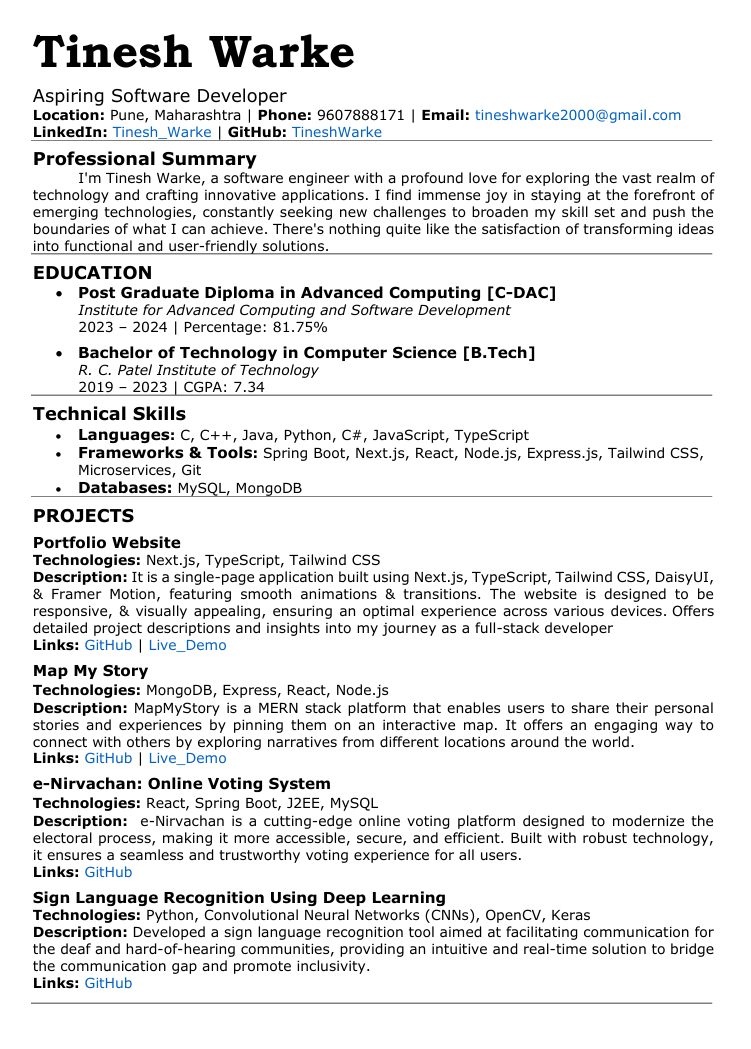 Tinesh Warke
Aspiring Software Developer
Location: Pune, Maharashtra | Phone: 9607888171 | Email: tineshwarke2000@gmail.com
LinkedIn: Tinesh_Warke | GitHub: TineshWarke
Professional Summary
I'm Tinesh Warke, a software engineer with a profound love for exploring the vast realm of
technology and crafting innovative applications. I find immense joy in staying at the forefront of
emerging technologies, constantly seeking new challenges to broaden my skill set and push the
boundaries of what I can achieve. There's nothing quite like the satisfaction of transforming ideas
into functional and user-friendly solutions.
EDUCATION
• Post Graduate Diploma in Advanced Computing [C-DAC]
Institute for Advanced Computing and Software Development
2023 – 2024 | Percentage: 81.75%
• Bachelor of Technology in Computer Science [B.Tech]
R. C. Patel Institute of Technology
2019 – 2023 | CGPA: 7.34
Technical Skills
• Languages: C, C++, Java, Python, C#, JavaScript, TypeScript
• Frameworks & Tools: Spring Boot, Next.js, React, Node.js, Express.js, Tailwind CSS,
Microservices, Git
• Databases: MySQL, MongoDB
PROJECTS
Portfolio Website
Technologies: Next.js, TypeScript, Tailwind CSS
Description: It is a single-page application built using Next.js, TypeScript, Tailwind CSS, DaisyUI,
& Framer Motion, featuring smooth animations & transitions. The website is designed to be
responsive, & visually appealing, ensuring an optimal experience across various devices. Offers
detailed project descriptions and insights into my journey as a full-stack developer
Links: GitHub | Live_Demo
Map My Story
Technologies: MongoDB, Express, React, Node.js
Description: MapMyStory is a MERN stack platform that enables users to share their personal
stories and experiences by pinning them on an interactive map. It offers an engaging way to
connect with others by exploring narratives from different locations around the world.
Links: GitHub | Live_Demo
e-Nirvachan: Online Voting System
Technologies: React, Spring Boot, J2EE, MySQL
Description: e-Nirvachan is a cutting-edge online voting platform designed to modernize the
electoral process, making it more accessible, secure, and efficient. Built with robust technology,
it ensures a seamless and trustworthy voting experience for all users.
Links: GitHub
Sign Language Recognition Using Deep Learning
Technologies: Python, Convolutional Neural Networks (CNNs), OpenCV, Keras
Description: Developed a sign language recognition tool aimed at facilitating communication for
the deaf and hard-of-hearing communities, providing an intuitive and real-time solution to bridge
the communication gap and promote inclusivity.
Links: GitHub